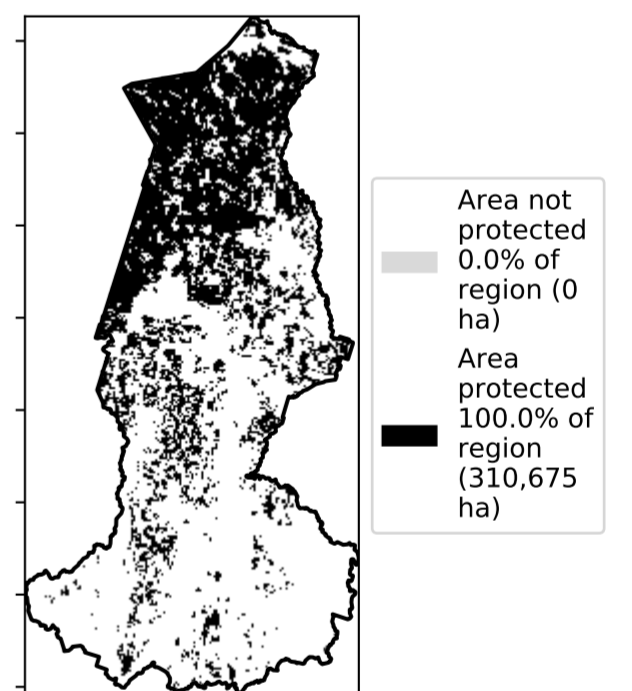 Area not
protected
0.0% of
region (0
ha)
Area
protected
100.0% of
region
(310,675
ha)